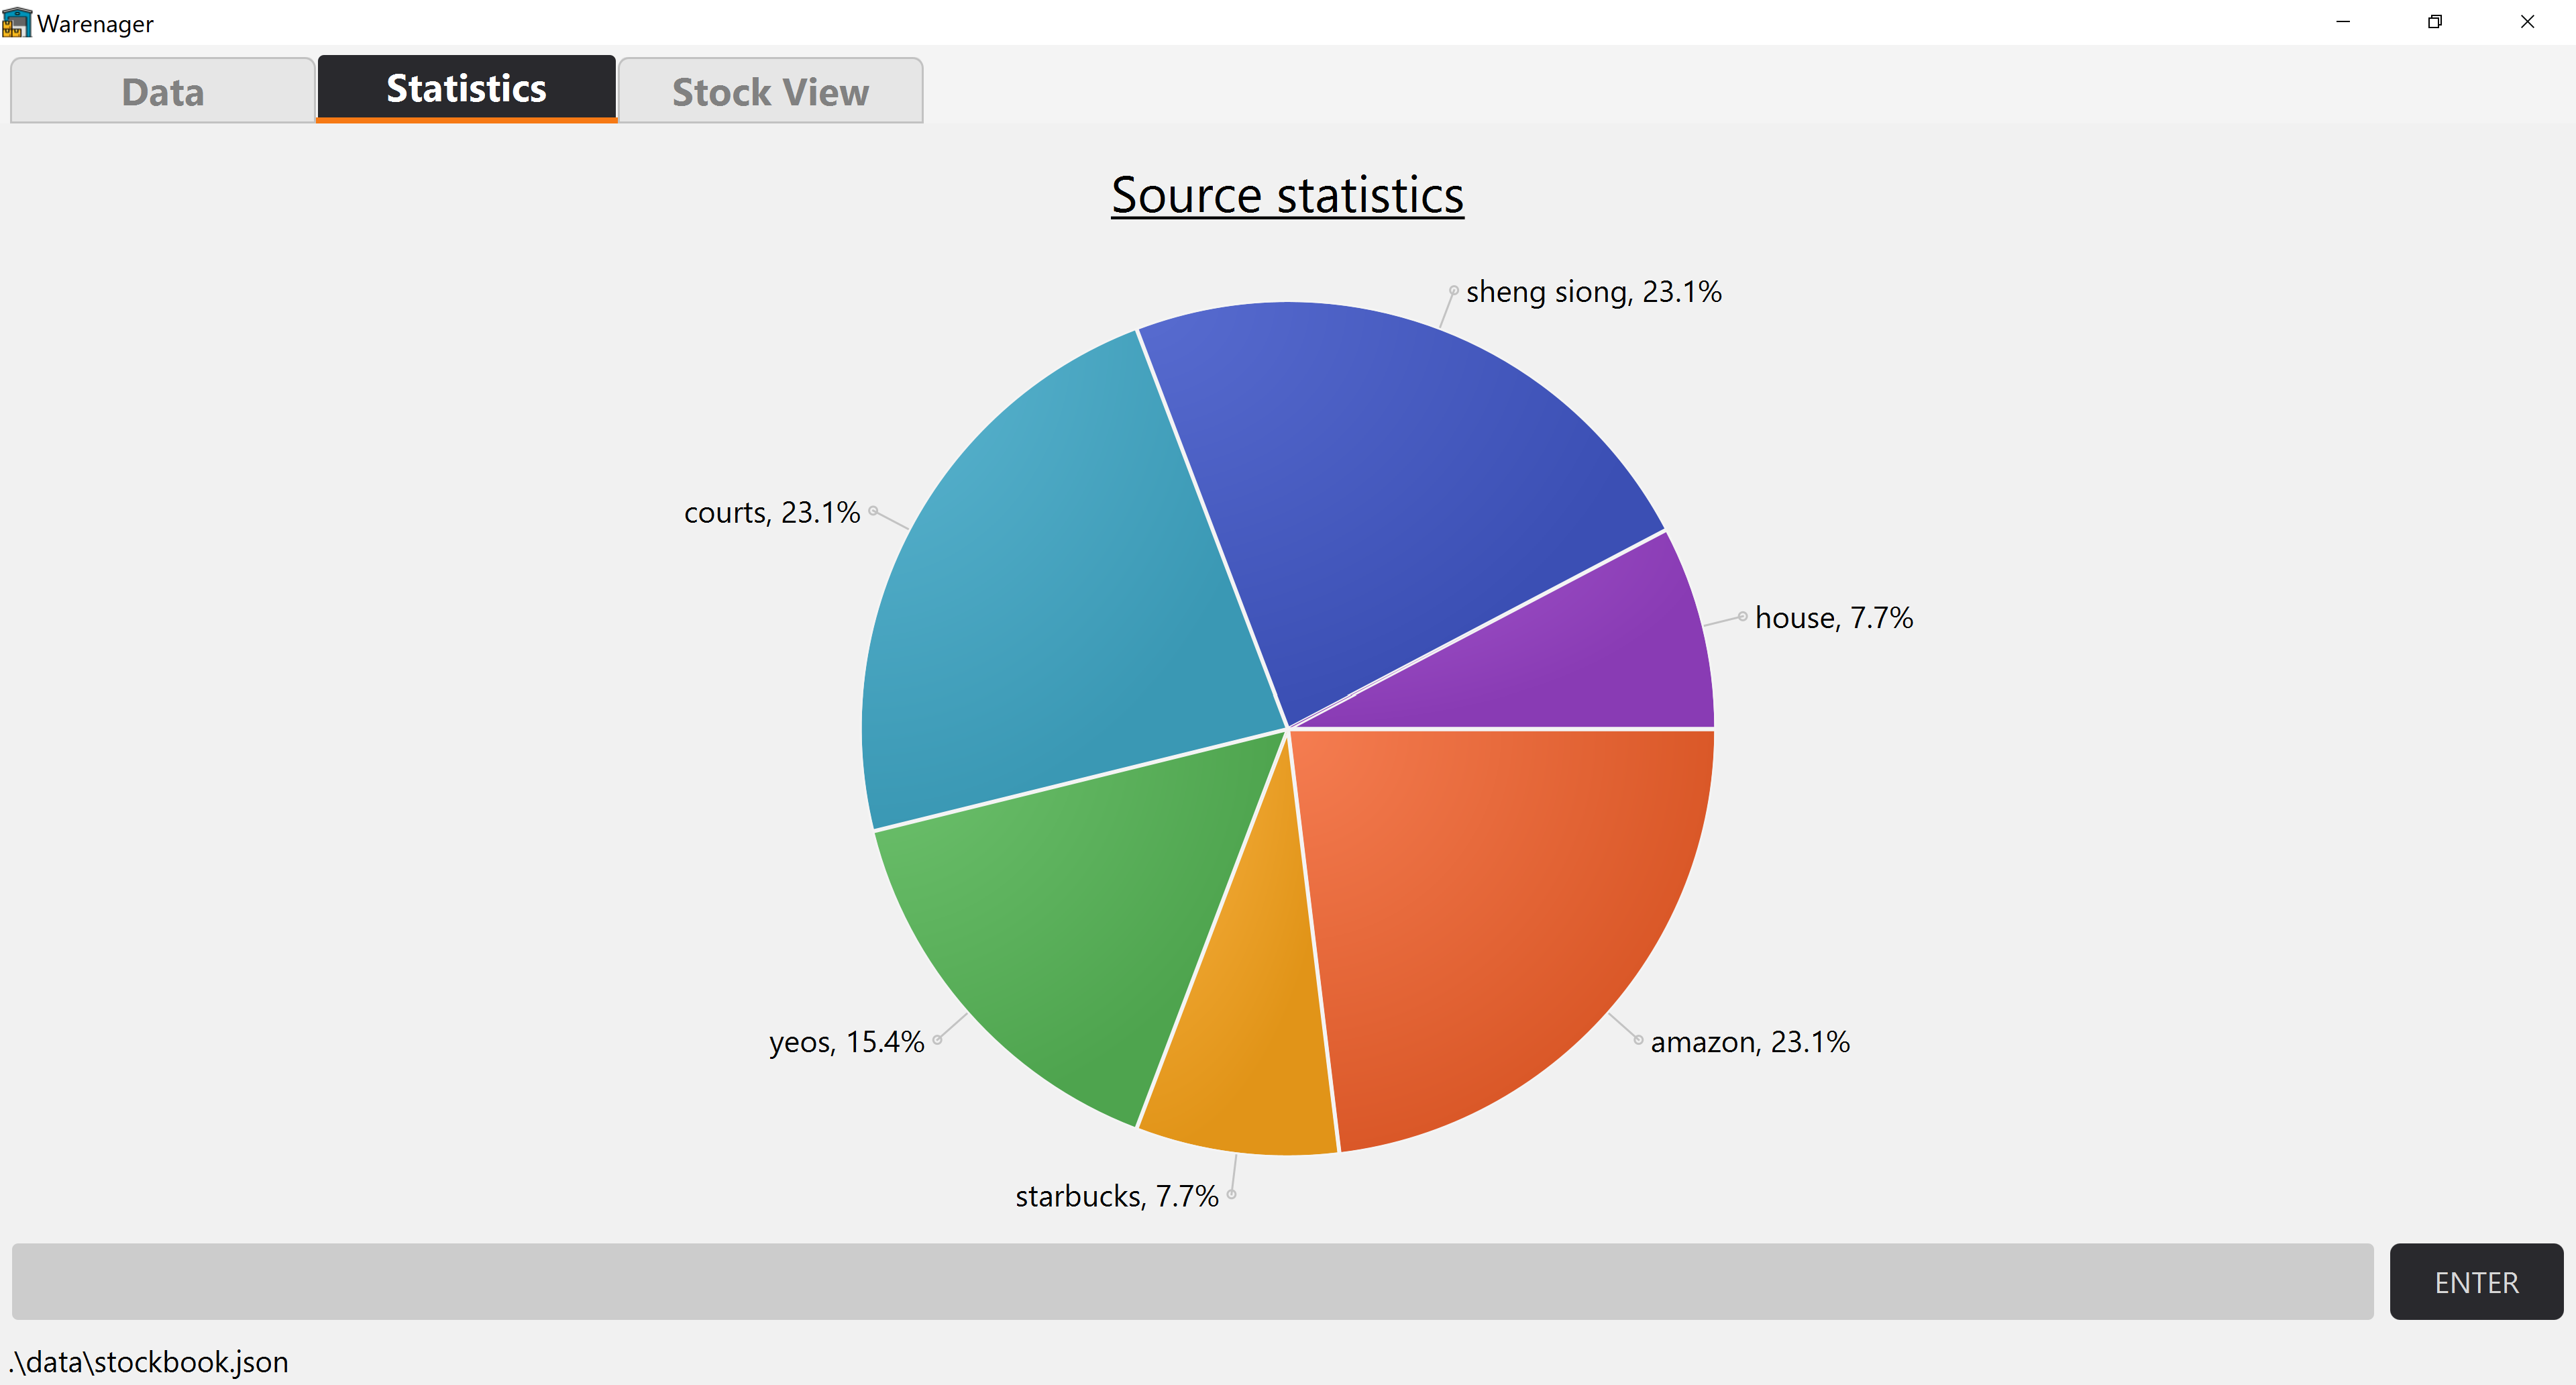 Warenager
Data
Statistics
Stock View
Source statistics
sheng siong, 23.1%
courts, 23.1%
house, 7.7%
yeos, 15.4%
amazon, 23.1%
starbucks, 7.7%
ENTER
.\data\stockbook.json